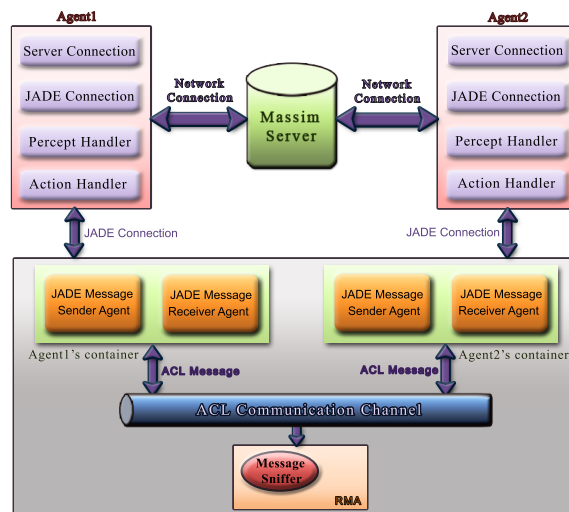 Agent1
Agent2
Server Connection
JADE Connection
Percept Handler
Action Handler
Network
Connection
Massim
Server
Network
Connection
Server Connection
JADE Connection
Percept Handler
Action Handler
JADE Connection
JADE Connection
JADE Message
Sender Agent
JADE Message
Receiver Agent
JADE Message
Sender Agent
JADE Message
Receiver Agent
Agent1's container
Agent2's container
ACL Message
ACL Message
ACL Communication Channel
Message
Sniffer
RMA